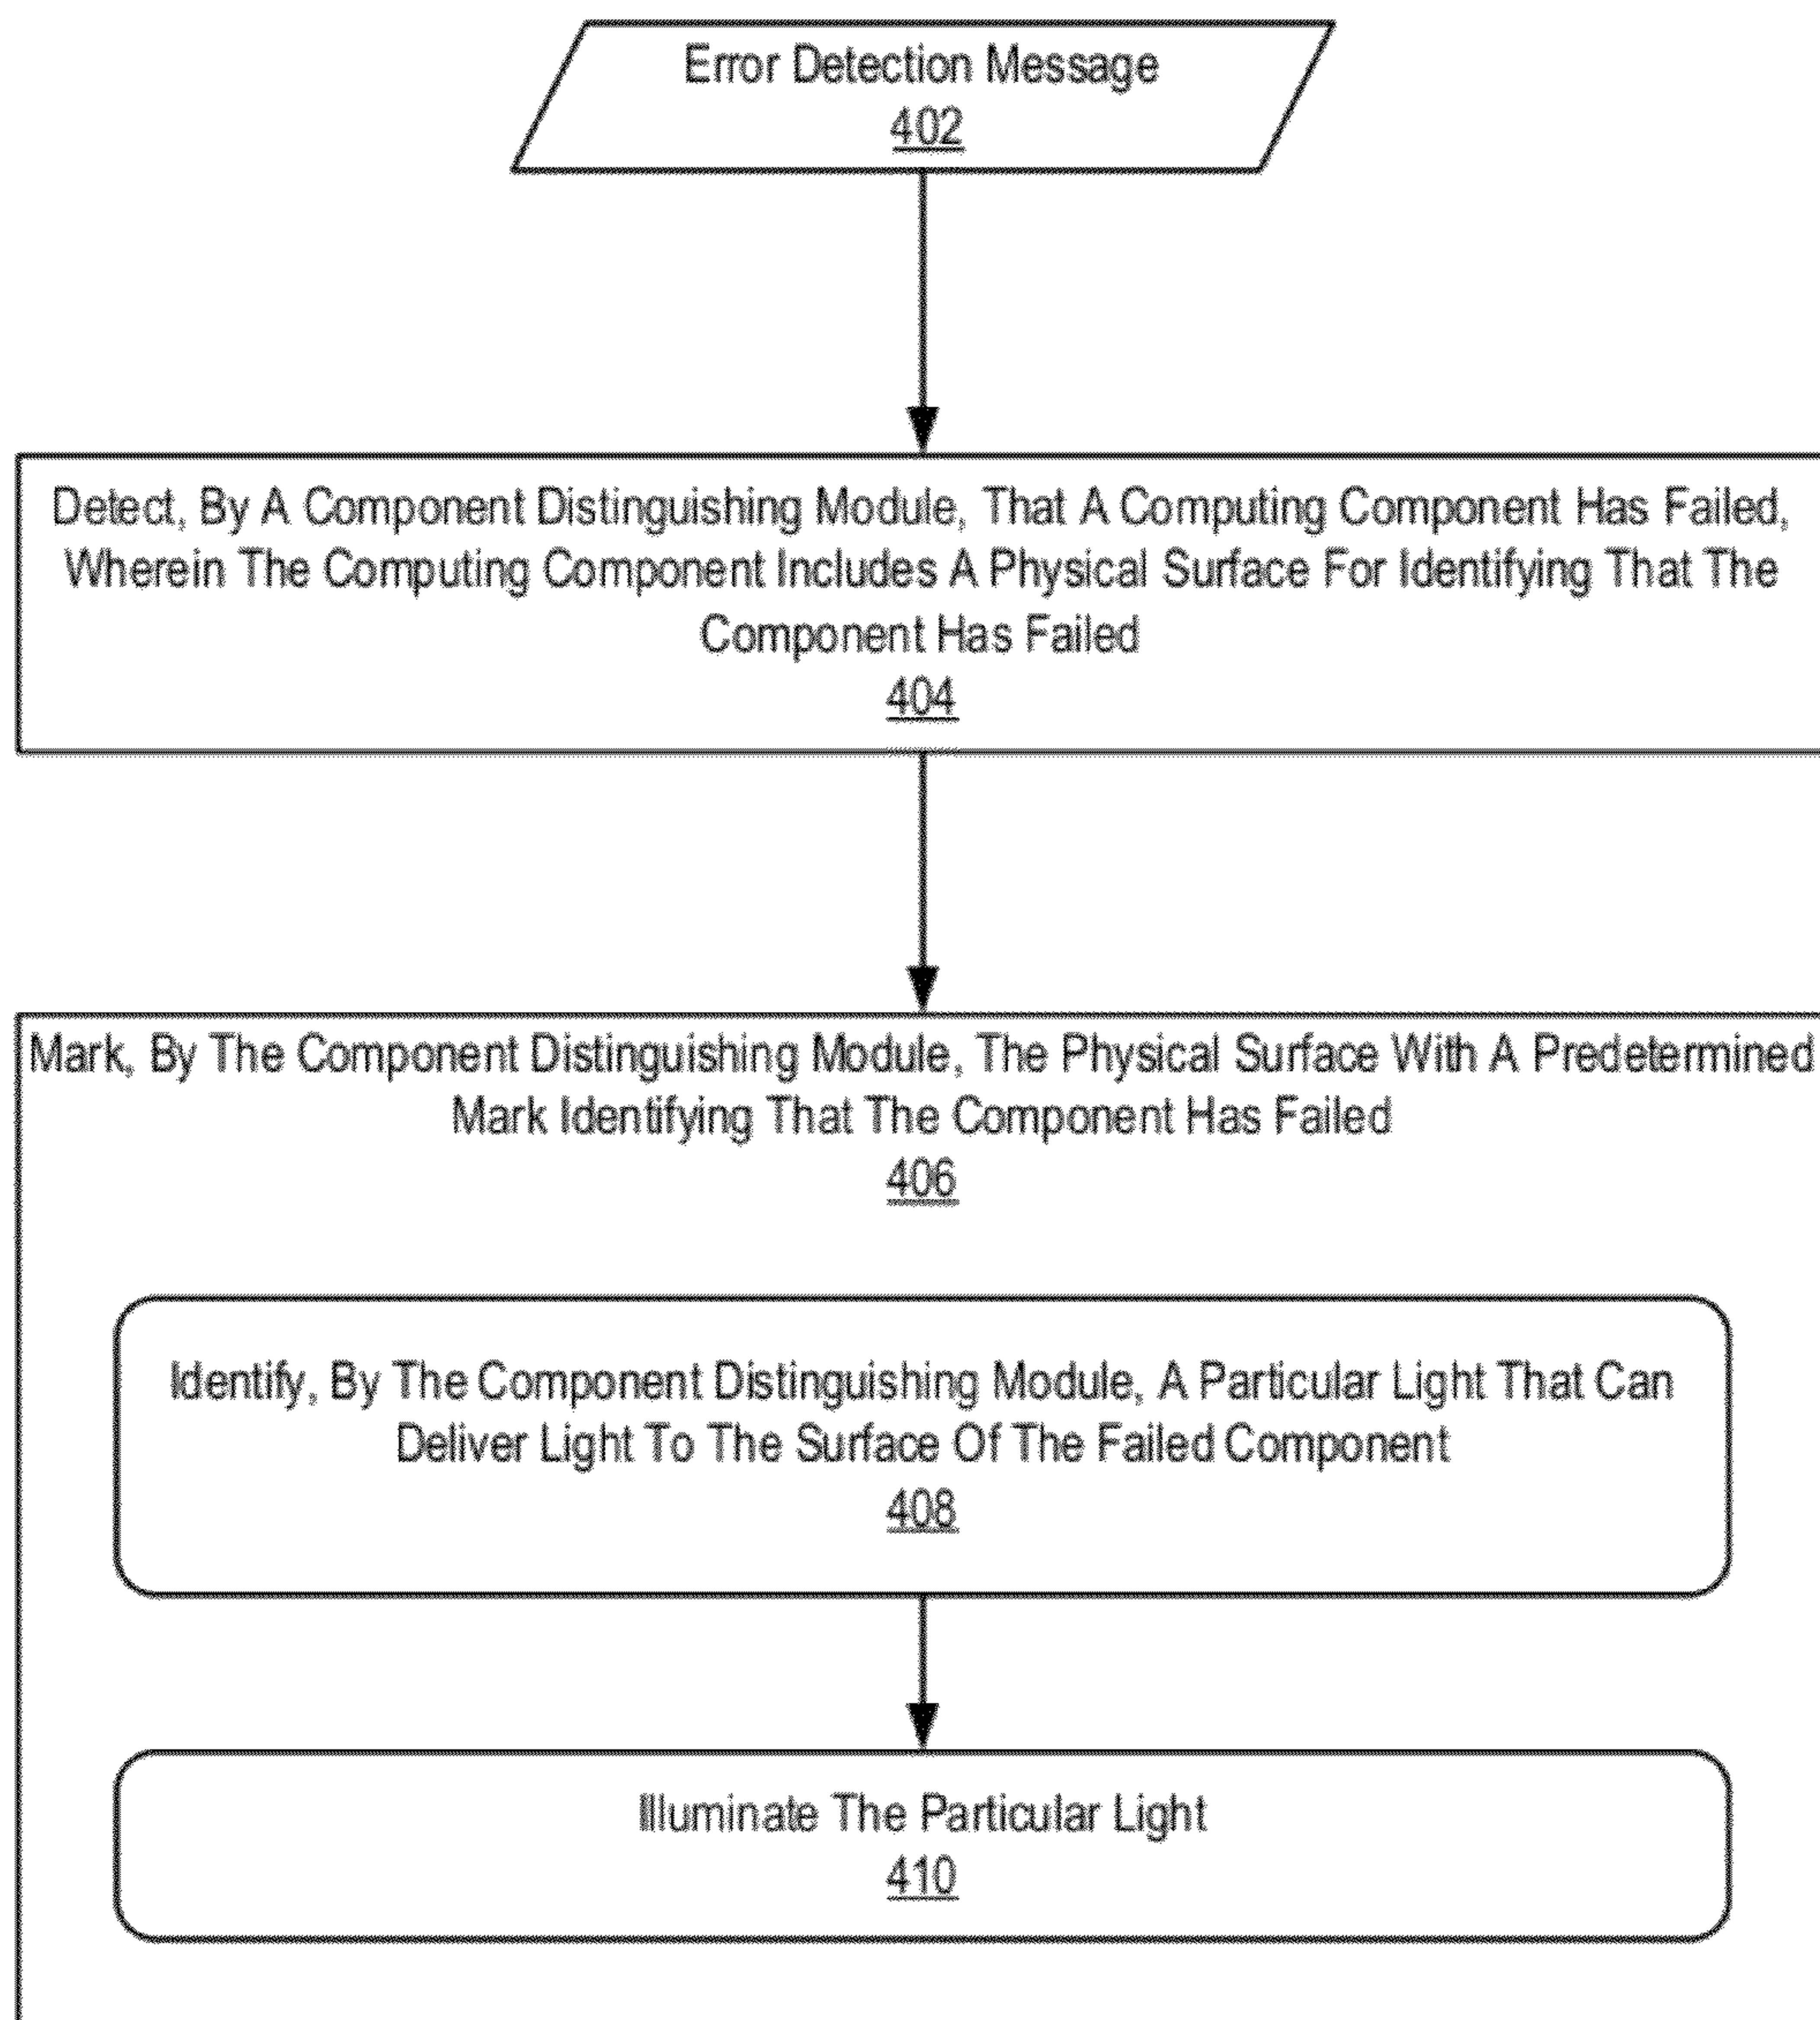 Error Detection Message
402
Detect, By A Component Distinguishing Module, That A Computing Component Has Failed,
Wherein The Computing Component Includes A Physical Surface For Identifying That The
Component Has Failed
404
Mark, By The Component Distinguishing Module, The Physical Surface With A Predetermined
Mark Identifying That The Component Has Failed
406
Identify, By The Component Distinguishing Module, A Particular Light That Can
Deliver Light To The Surface Of The Failed Component
408
Illuminate The Particular Light
410